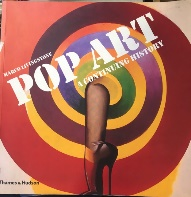 MARCO LIVINGSTONE
POP ART
A CONTINUING HISTORY
Thames & Hudson